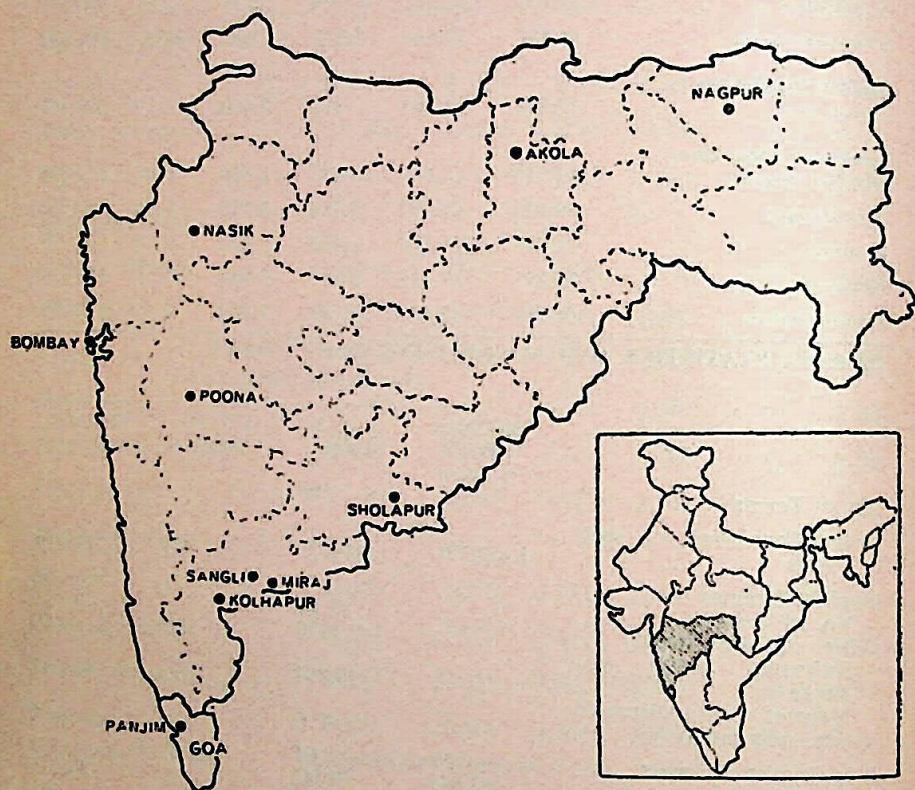 NAGPUR
AKOLA
NASIK
BOMBAY
POONA
SHOLAPUR
SANGLI
MIRAJ
KOLHAPUR
PANJIM
GOA